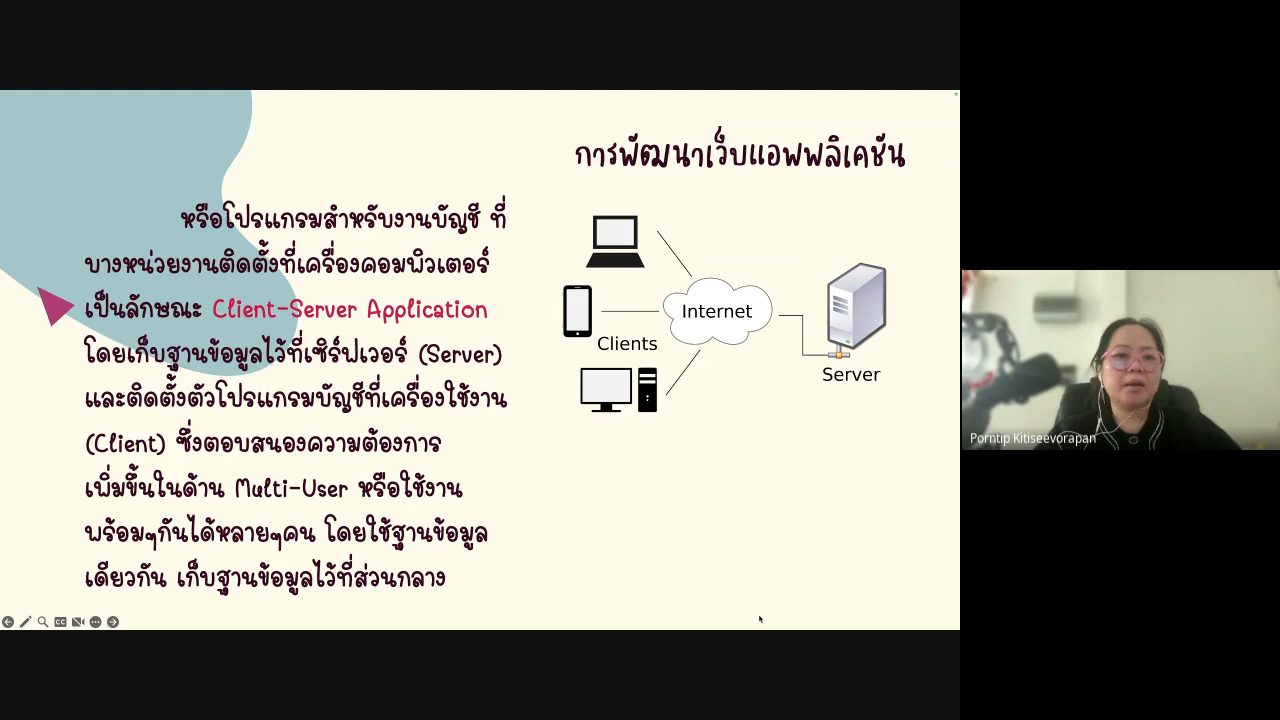 การพัฒนาเว็บแอฟพลิเคชัน
หรือโปรแกรมสำหรับงานบัญชี ที่
บางหน่วยงานติดตั้งที่เครื่องคอมพิวเตอร์
เป็นลักษณะ Client-Server Application
โดยเก็บฐานข้อมูลไว้ที่เซิร์ฟเวอร์ (Server)
และติดตั้งตัวโปรแกรมบัญชีที่เครื่องใช้งาน
(Client) ซึ่งตอบสนองความต้องการ
เพิ่มขึ้นในด้าน Multi-User หรือใช้งาน
พร้อมๆกันได้หลายๆคน โดยใช้ฐานข้อมูล
เดียวกัน เก็บฐานข้อมูลไว้ที่ส่วนกลาง
Internet
Clients
Server
Porntip Kitiseevorapan
CC